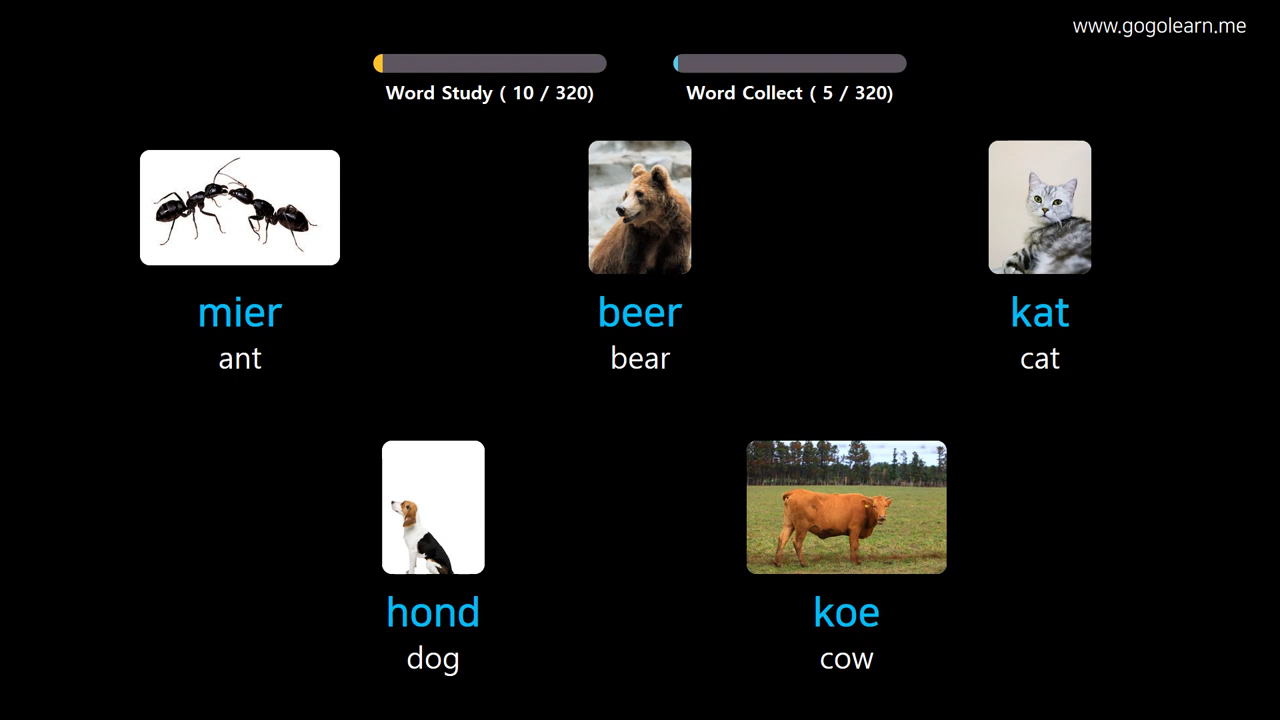 www.gogolearn.me
Word Study ( 10 / 320)
Word Collect ( 5 / 320)
mier
ant
beer
bear
kat
cat
hond
dog
koe
cow